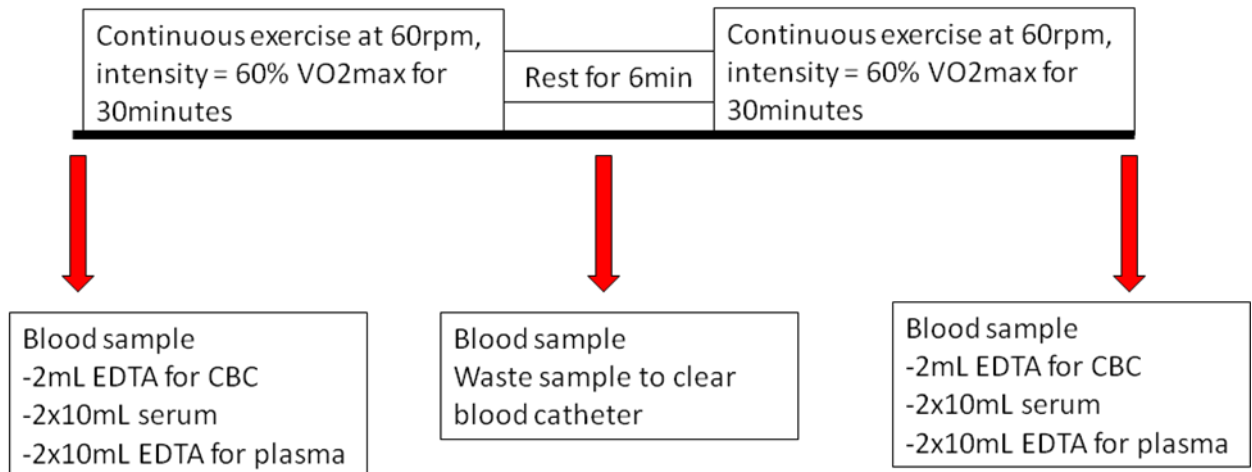 Continuous exercise at 60rpm,
intensity = 60% VO2max for
30minutes
Rest for 6min
Continuous exercise at 60rpm,
intensity = 60% VO2max for
30minutes
Blood sample
-2mL EDTA for CBC
-2x10mL serum
-2x10mL EDTA for plasma
Blood sample
Waste sample to clear
blood catheter
Blood sample
-2mL EDTA for CBC
-2x10mL serum
-2x10mL EDTA for plasma